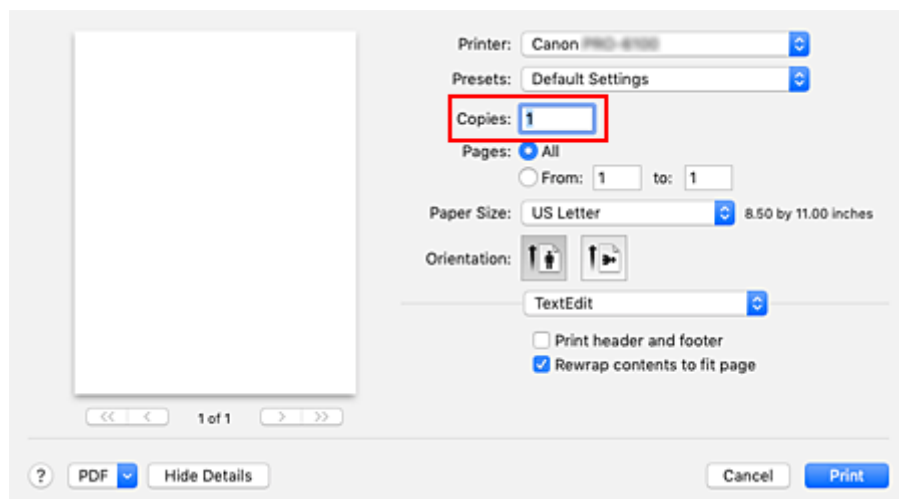 Printer: Canon
Presets: Default Settings
Copies: 1
Pages: All
From: 1 to: 1
Paper Size: US Letter 8.50 by 11.00 inches
Orientation:
TextEdit
Print header and footer
Rewrap contents to fit page
<< < 1 of 1 > >>
? PDF Hide Details Cancel Print